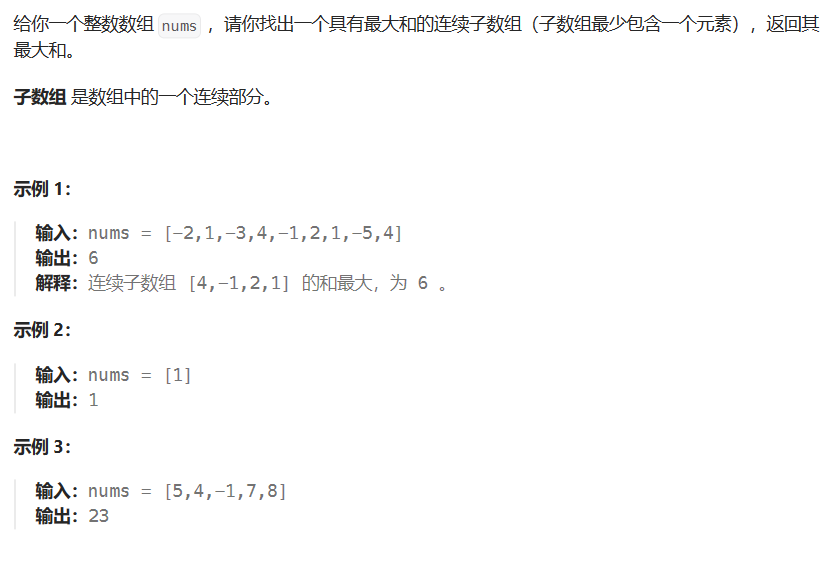 给你一个整数数组 nums ，请你找出一个具有最大和的连续子数组（子数组最少包含一个元素），返回其
最大和。
子数组 是数组中的一个连续部分。
示例 1：
输入：nums = [-2,1,-3,4,-1,2,1,-5,4]
输出：6
解释：连续子数组 [4,-1,2,1] 的和最大，为 6 。
示例 2：
输入：nums = [1]
输出：1
示例 3：
输入：nums = [5,4,-1,7,8]
输出：23